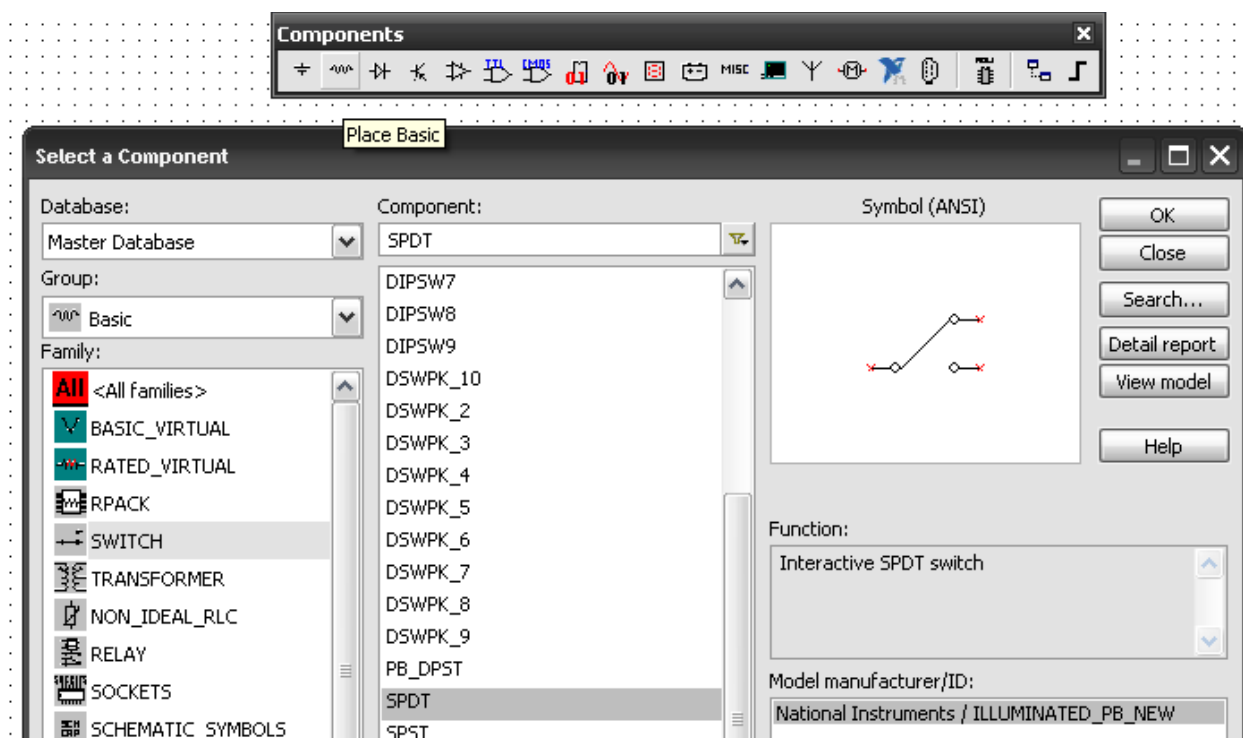 Components
TTL
CMOS
MISC
Place Basic
Select a Component
Database:
Master Database
Group:
Basic
Family:
All <All families>
BASIC_VIRTUAL
RATED_VIRTUAL
RPACK
SWITCH
TRANSFORMER
NON_IDEAL_RLC
RELAY
SOCKETS
SCHEMATIC_SYMBOLS
Component:
SPDT
DIPSW7
DIPSW8
DIPSW9
DSWPK_10
DSWPK_2
DSWPK_3
DSWPK_4
DSWPK_5
DSWPK_6
DSWPK_7
DSWPK_8
DSWPK_9
PB_DPST
SPDT
SPST
Symbol (ANSI)
OK
Close
Search...
Detail report
View model
Help
Function:
Interactive SPDT switch
Model manufacturer/ID:
National Instruments / ILLUMINATED_PB_NEW